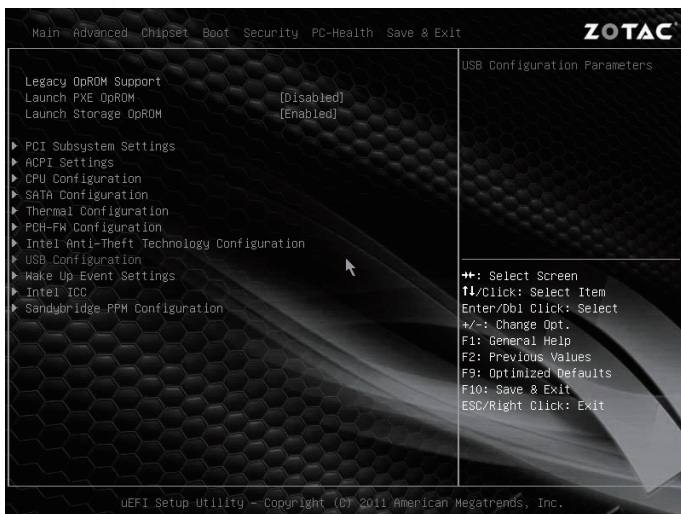 Main Advanced Chipset Boot Security PC-Health Save & Exit
ZOTAC
Legacy OpROM Support
Launch PXE OpROM [Disabled]
Launch Storage OpROM [Enabled]
PCI Subsystem Settings
ACPI Settings
CPU Configuration
SATA Configuration
Thermal Configuration
PCH-FW Configuration
Intel Anti-Theft Technology Configuration
USB Configuration
Wake Up Event Settings
Intel ICC
Sandybridge PPM Configuration
USB Configuration Parameters
→←: Select Screen
↑↓/Click: Select Item
Enter/Dbl Click: Select
+/-: Change Opt.
F1: General Help
F2: Previous Values
F9: Optimized Defaults
F10: Save & Exit
ESC/Right Click: Exit
uEFI Setup Utility - Copyright (C) 2011 American Megatrends, Inc.